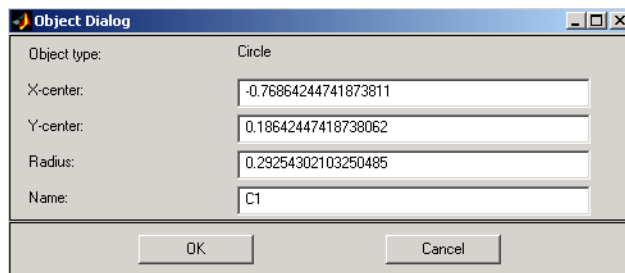 Object Dialog
Object type: Circle
X-center: -0.76864244741873811
Y-center: 0.18642447418738062
Radius: 0.29254302103250485
Name: C1
OK Cancel